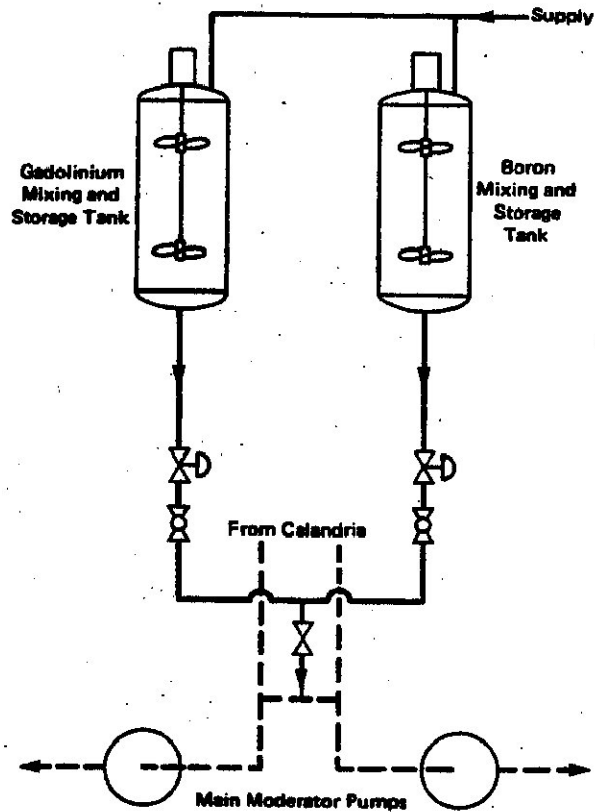 Supply
Gadolinium
Mixing and
Storage Tank
Boron
Mixing and
Storage
Tank
From Calandria
Main Moderator Pumps